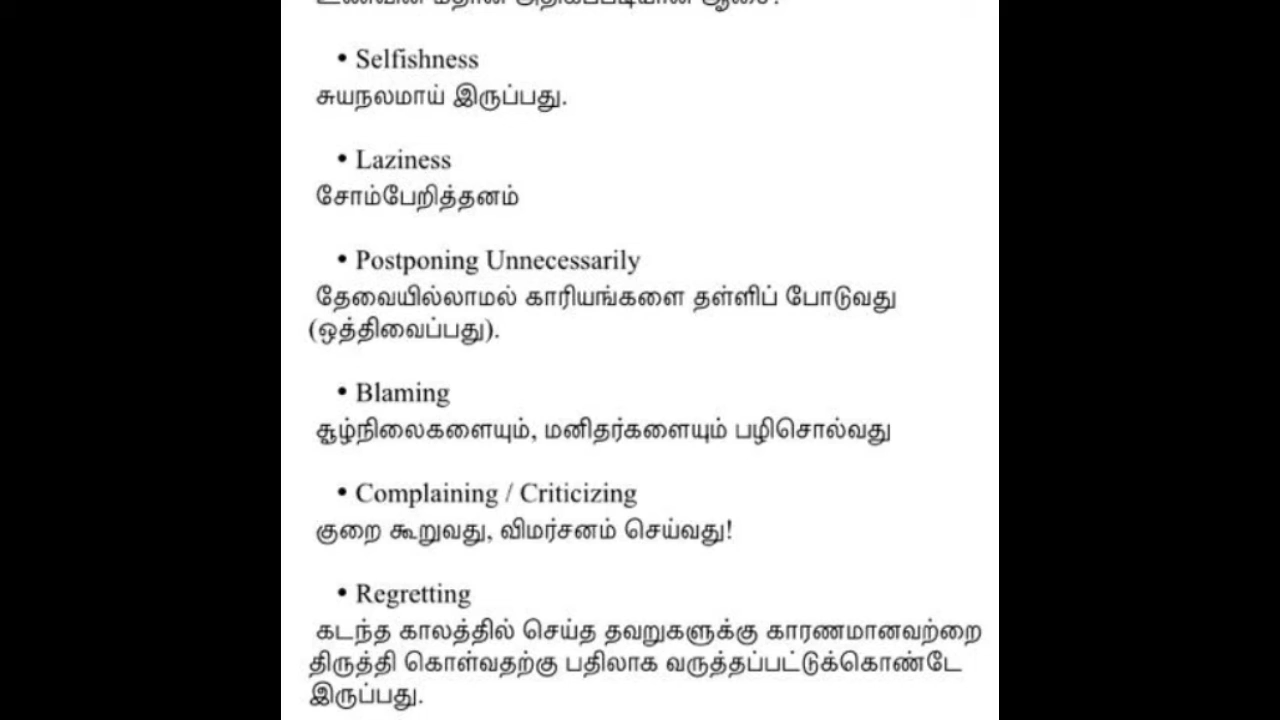 • Selfishness
சுயநலமாய் இருப்பது.
• Laziness
சோம்பேறித்தனம்
• Postponing Unnecessarily
தேவையில்லாமல் காரியங்களை தள்ளிப் போடுவது
(ஒத்திவைப்பது).
• Blaming
சூழ்நிலைகளையும், மனிதர்களையும் பழிசொல்வது
• Complaining / Criticizing
குறை கூறுவது, விமர்சனம் செய்வது!
• Regretting
கடந்த காலத்தில் செய்த தவறுகளுக்கு காரணமானவற்றை
திருத்தி கொள்வதற்கு பதிலாக வருத்தப்பட்டுக்கொண்டே
இருப்பது.